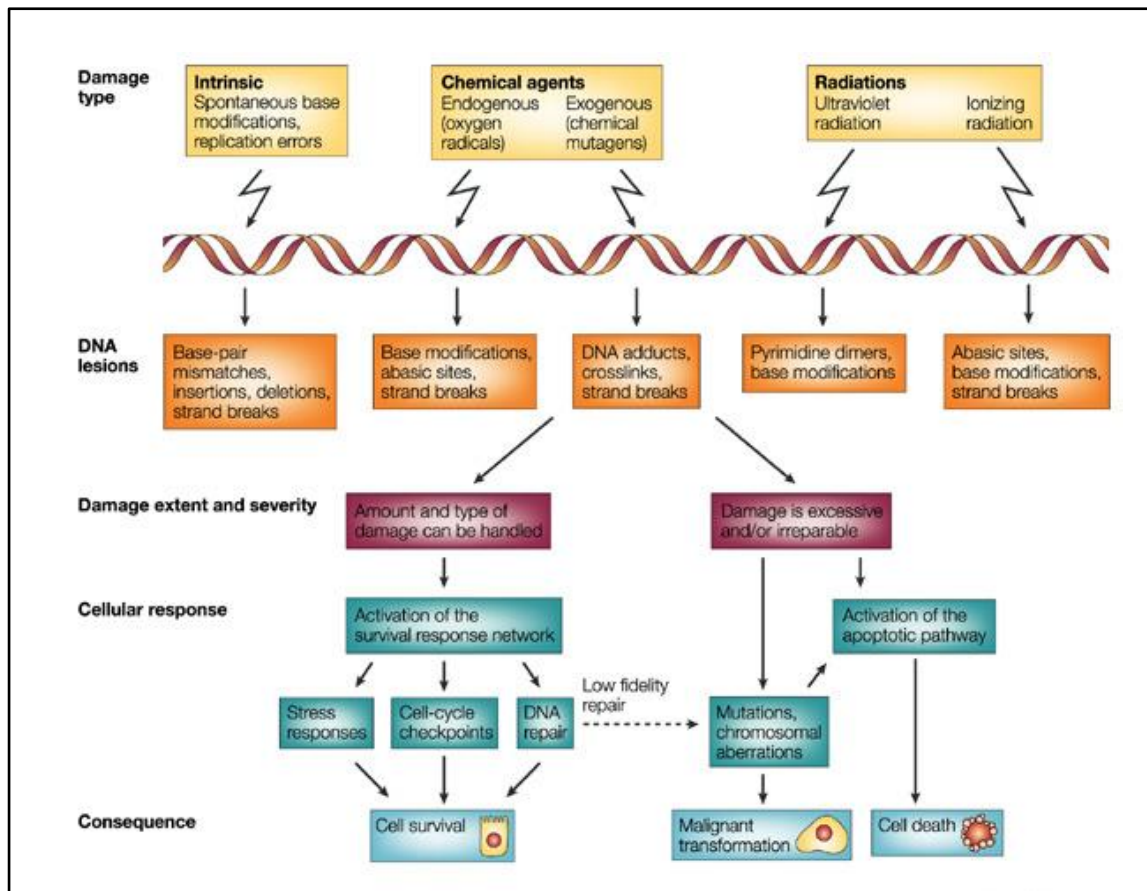 Damage
type
Intrinsic
Spontaneous base
modifications,
replication errors
Chemical agents
Endogenous
(oxygen
radicals)
Exogenous
(chemical
mutagens)
Radiations
Ultraviolet
radiation
Ionizing
radiation
DNA
lesions
Base-pair
mismatches,
insertions, deletions,
strand breaks
Base modifications,
abasic sites,
strand breaks
DNA adducts,
crosslinks,
strand breaks
Pyrimidine dimers,
base modifications
Abasic sites,
base modifications,
strand breaks
Damage extent and severity
Amount and type of
damage can be handled
Damage is excessive
and/or irreparable
Cellular response
Activation of the
survival response network
Activation of the
apoptotic pathway
Stress
responses
Cell-cycle
checkpoints
DNA
repair
Low fidelity
repair
Mutations,
chromosomal
aberrations
Consequence
Cell survival
Malignant
transformation
Cell death